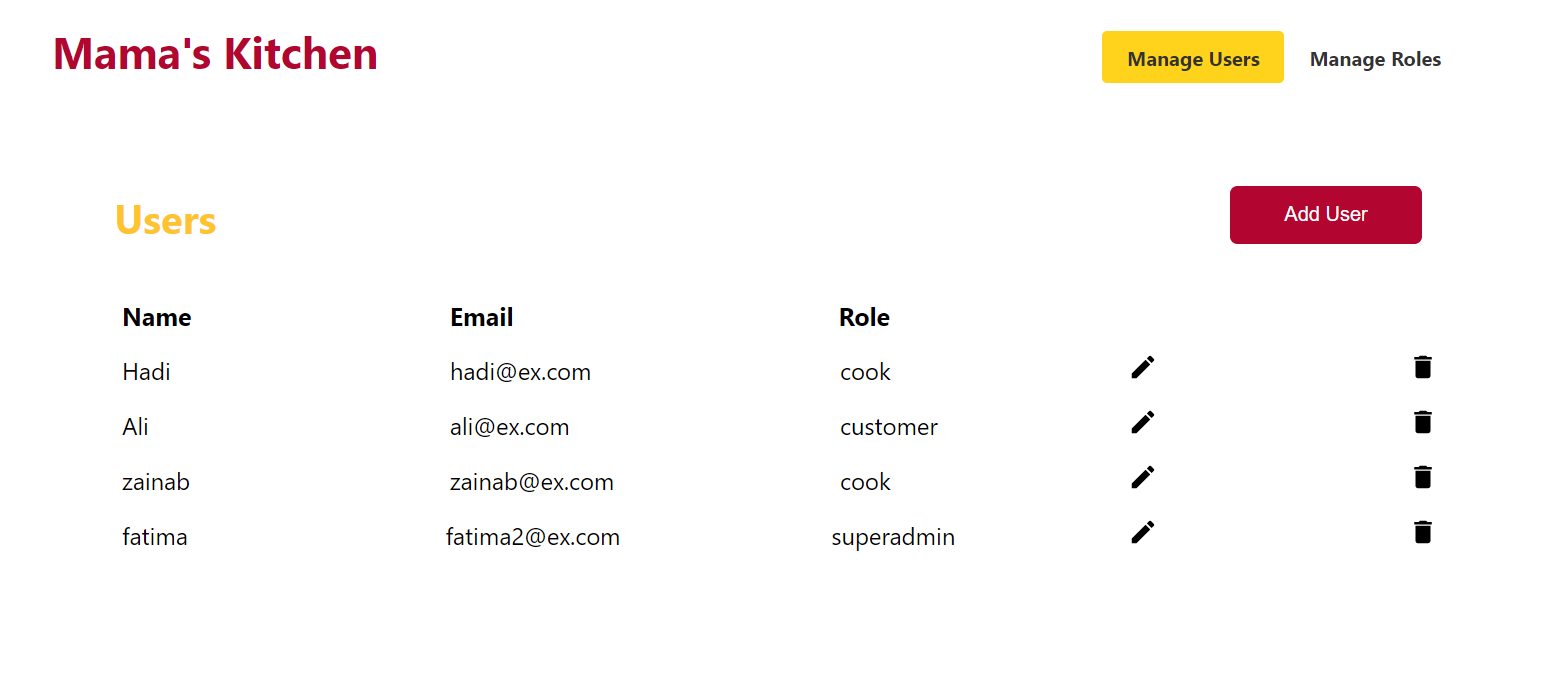 Mama's Kitchen
Manage Users Manage Roles
Users
Add User
Name Email Role
Hadi hadi@ex.com cook
Ali ali@ex.com customer
zainab zainab@ex.com cook
fatima fatima2@ex.com superadmin